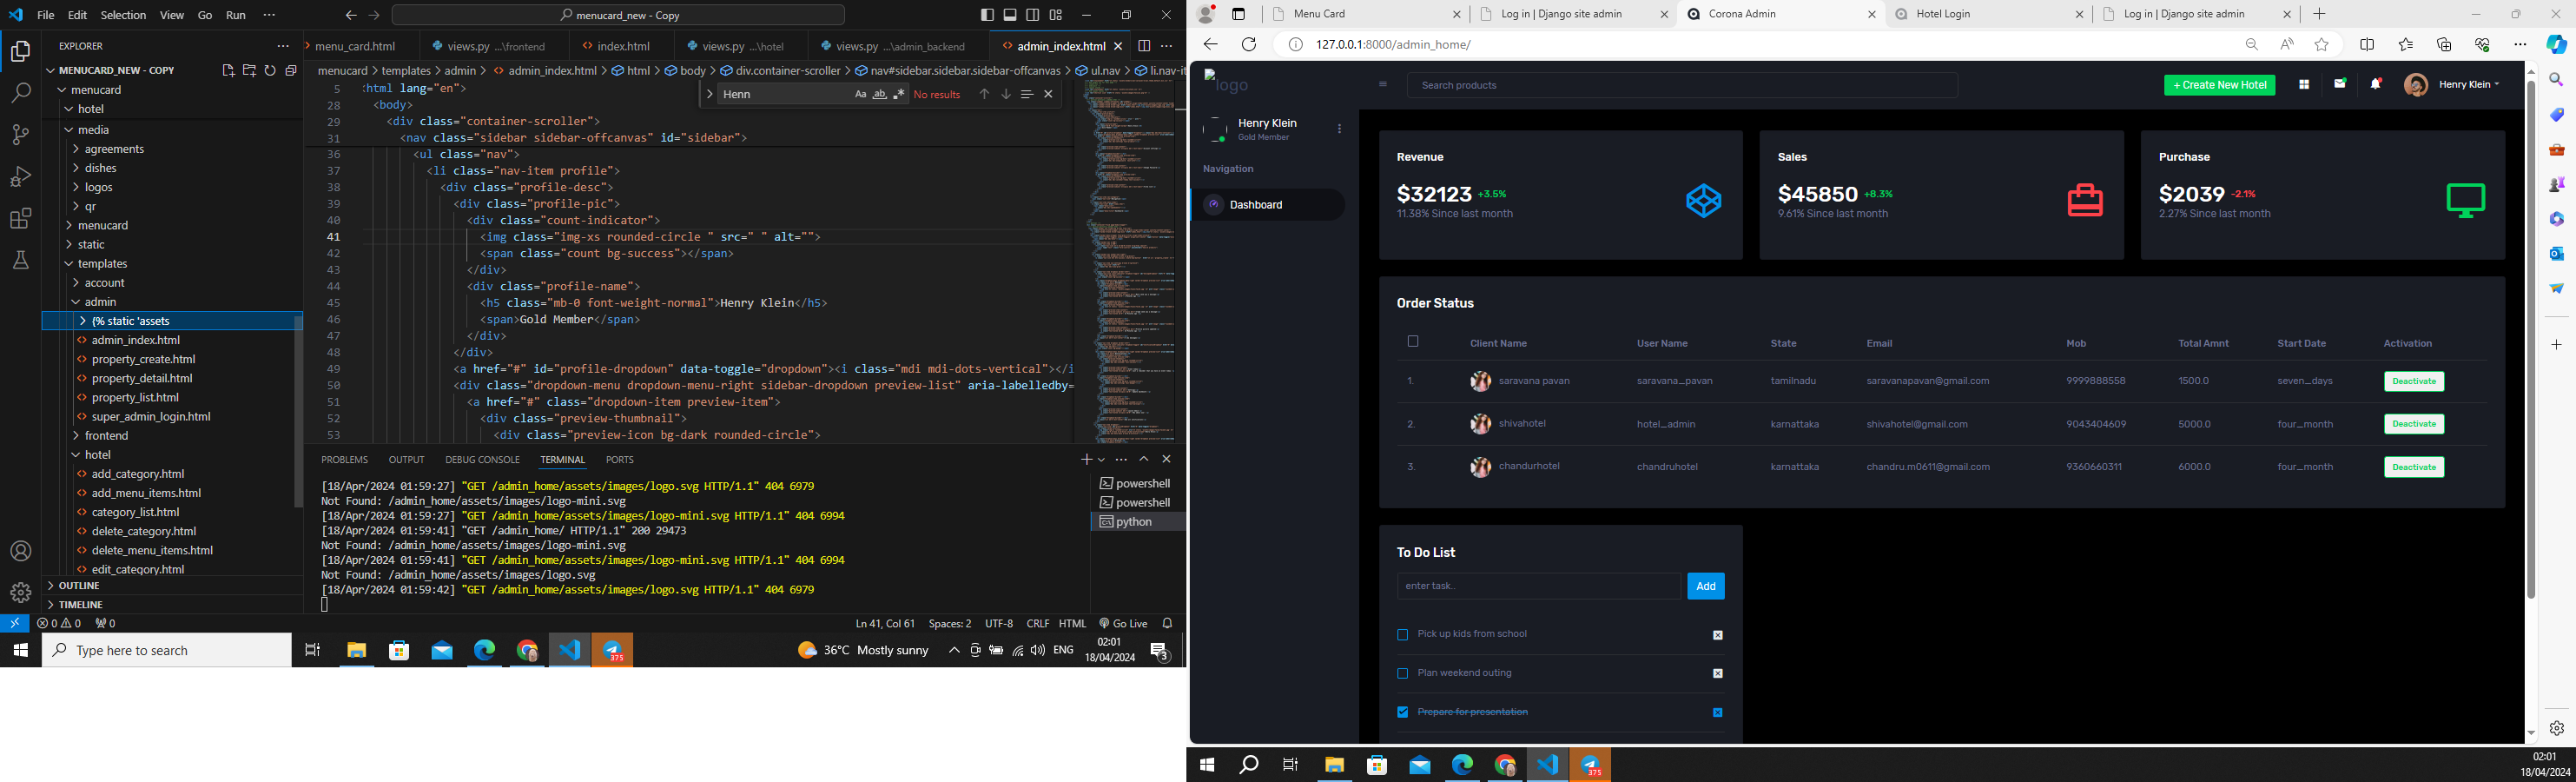 File Edit Selection View Go Run ··· menucard_new - Copy
EXPLORER
MENUCARD_NEW - COPY
menucard
hotel
media
agreements
dishes
logos
qr
menucard
static
templates
account
admin
{% static 'assets
admin_index.html
property_create.html
property_detail.html
property_list.html
super_admin_login.html
frontend
hotel
add_category.html
add_menu_items.html
category_list.html
delete_category.html
delete_menu_items.html
edit_category.html
OUTLINE
TIMELINE
menu_card.html views.py ...\frontend index.html views.py ...\hotel views.py ...\admin_backend admin_index.html
menucard > templates > admin > admin_index.html > html > body > div.container-scroller > nav#sidebar.sidebar.sidebar-offcanvas > ul.nav > li.nav-it
Henn Aa ab No results
5 html lang="en">
28 <body>
29 <div class="container-scroller">
31 <nav class="sidebar sidebar-offcanvas" id="sidebar">
36 <ul class="nav">
37 <li class="nav-item profile">
38 <div class="profile-desc">
39 <div class="profile-pic">
40 <div class="count-indicator">
41 <img class="img-xs rounded-circle " src=" " alt="">
42 <span class="count bg-success"></span>
43 </div>
44 <div class="profile-name">
45 <h5 class="mb-0 font-weight-normal">Henry Klein</h5>
46 <span>Gold Member</span>
47 </div>
48 </div>
49 <a href="#" id="profile-dropdown" data-toggle="dropdown"><i class="mdi mdi-dots-vertical"></i
50 <div class="dropdown-menu dropdown-menu-right sidebar-dropdown preview-list" aria-labelledby=
51 <a href="#" class="dropdown-item preview-item">
52 <div class="preview-thumbnail">
53 <div class="preview-icon bg-dark rounded-circle">
PROBLEMS OUTPUT DEBUG CONSOLE TERMINAL PORTS
[18/Apr/2024 01:59:27] "GET /admin_home/assets/images/logo.svg HTTP/1.1" 404 6979
Not Found: /admin_home/assets/images/logo-mini.svg
[18/Apr/2024 01:59:27] "GET /admin_home/assets/images/logo-mini.svg HTTP/1.1" 404 6994
[18/Apr/2024 01:59:41] "GET /admin_home/ HTTP/1.1" 200 29473
Not Found: /admin_home/assets/images/logo-mini.svg
[18/Apr/2024 01:59:41] "GET /admin_home/assets/images/logo-mini.svg HTTP/1.1" 404 6994
Not Found: /admin_home/assets/images/logo.svg
[18/Apr/2024 01:59:42] "GET /admin_home/assets/images/logo.svg HTTP/1.1" 404 6979
powershell
powershell
python
0 0 0 Ln 41, Col 61 Spaces: 2 UTF-8 CRLF HTML Go Live
Type here to search 375 36°C Mostly sunny ENG 02:01
18/04/2024 3
Menu Card Log in | Django site admin Corona Admin Hotel Login Log in | Django site admin
127.0.0.1:8000/admin_home/
logo Search products + Create New Hotel Henry Klein
Henry Klein
Gold Member
Navigation
Dashboard
Revenue
$32123 +3.5%
11.38% Since last month
Sales
$45850 +8.3%
9.61% Since last month
Purchase
$2039 -2.1%
2.27% Since last month
Order Status
Client Name User Name State Email Mob Total Amnt Start Date Activation
1. saravana pavan saravana_pavan tamilnadu saravanapavan@gmail.com 9999888558 1500.0 seven_days Deactivate
2. shivahotel hotel_admin karnattaka shivahotel@gmail.com 9043404609 5000.0 four_month Deactivate
3. chandurhotel chandruhotel karnattaka chandru.m0611@gmail.com 9360660311 6000.0 four_month Deactivate
To Do List
enter task.. Add
Pick up kids from school
Plan weekend outing
Prepare for presentation
375 02:01
18/04/2024